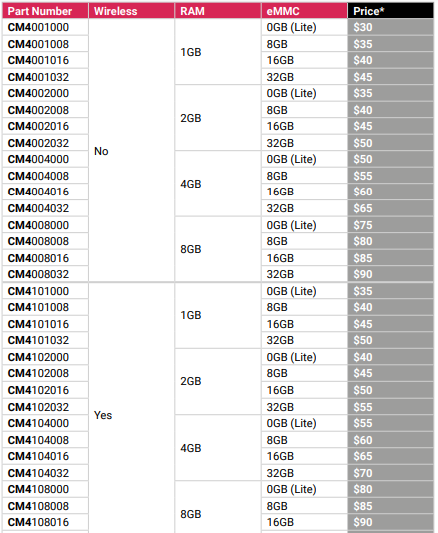 Part Number Wireless RAM eMMC Price*
CM4001000 0GB (Lite) $30
CM4001008 8GB $35
1GB
CM4001016 16GB $40
CM4001032 32GB $45
CM4002000 0GB (Lite) $35
CM4002008 8GB $40
2GB
CM4002016 16GB $45
CM4002032 32GB $50
No
CM4004000 0GB (Lite) $50
CM4004008 8GB $55
4GB
CM4004016 16GB $60
CM4004032 32GB $65
CM4008000 0GB (Lite) $75
CM4008008 8GB $80
8GB
CM4008016 16GB $85
CM4008032 32GB $90
CM4101000 0GB (Lite) $35
CM4101008 8GB $40
1GB
CM4101016 16GB $45
CM4101032 32GB $50
CM4102000 0GB (Lite) $40
CM4102008 8GB $45
2GB
CM4102016 16GB $50
CM4102032 32GB $55
Yes
CM4104000 0GB (Lite) $55
CM4104008 8GB $60
4GB
CM4104016 16GB $65
CM4104032 32GB $70
CM4108000 0GB (Lite) $80
CM4108008 8GB $85
8GB
CM4108016 16GB $90